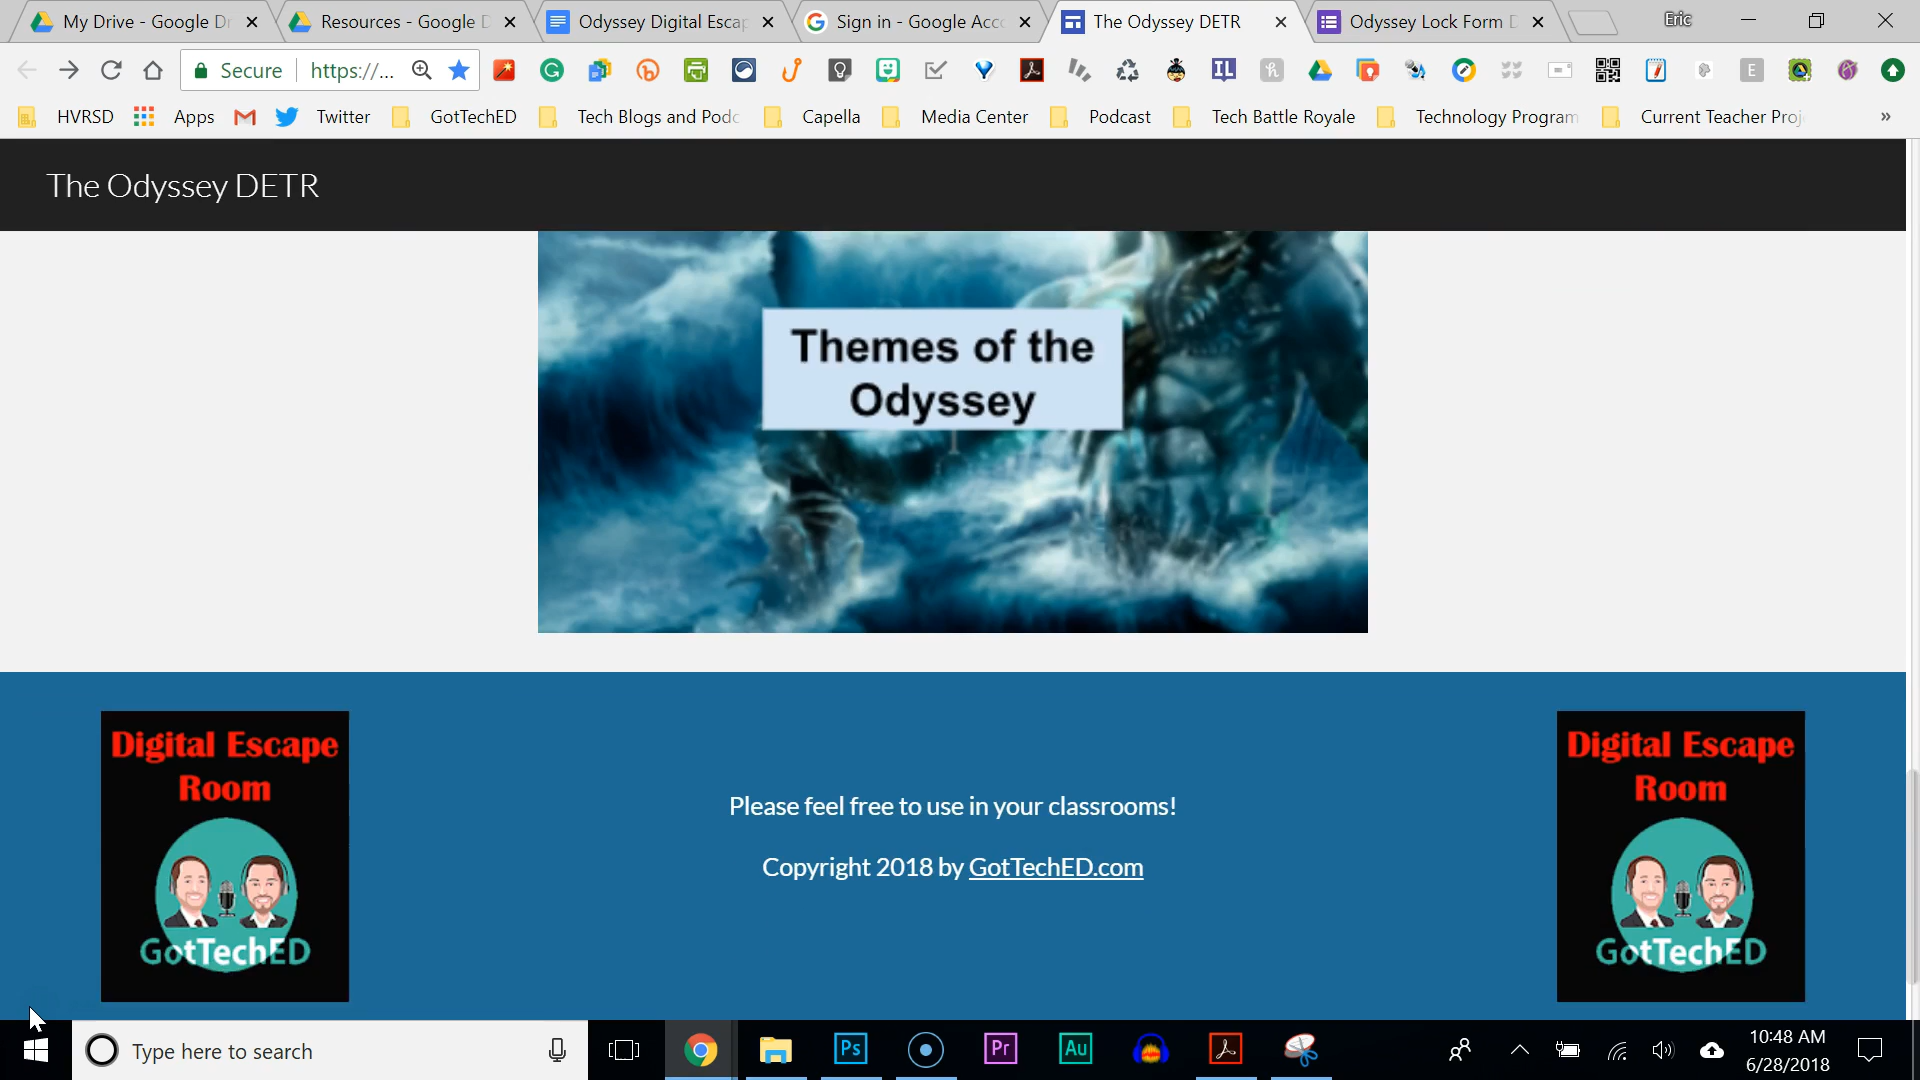 My Drive - Google Dr
Resources - Google D
Odyssey Digital Escap
Sign in - Google Acco
The Odyssey DETR
Odyssey Lock Form D
Eric
Secure
https://...
HVRSD
Apps
Twitter
GotTechED
Tech Blogs and Podc
Capella
Media Center
Podcast
Tech Battle Royale
Technology Program
Current Teacher Proj
»
The Odyssey DETR
Themes of the
Odyssey
Digital Escape
Room
GotTechED
Please feel free to use in your classrooms!
Copyright 2018 by GotTechED.com
Digital Escape
Room
GotTechED
Type here to search
Ps
Pr
Au
10:48 AM
6/28/2018